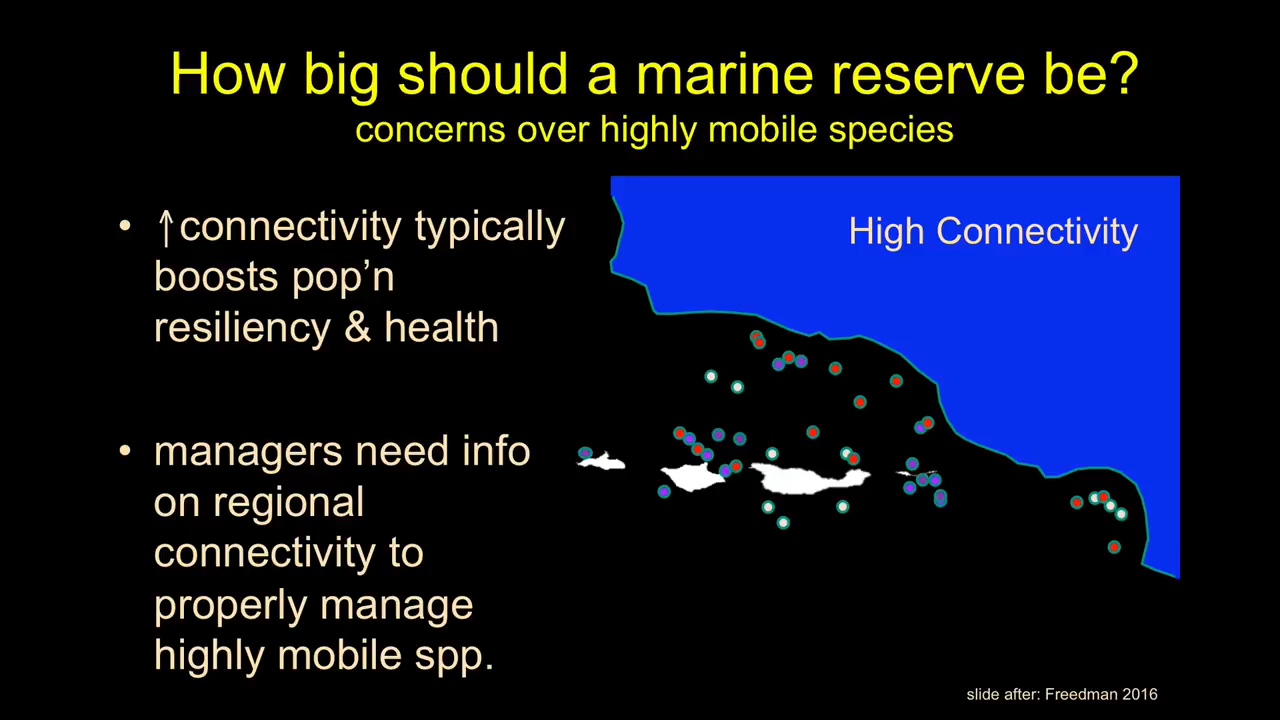 How big should a marine reserve be?
concerns over highly mobile species
• ↑connectivity typically
boosts pop’n
resiliency & health
• managers need info
on regional
connectivity to
properly manage
highly mobile spp.
High Connectivity
slide after: Freedman 2016